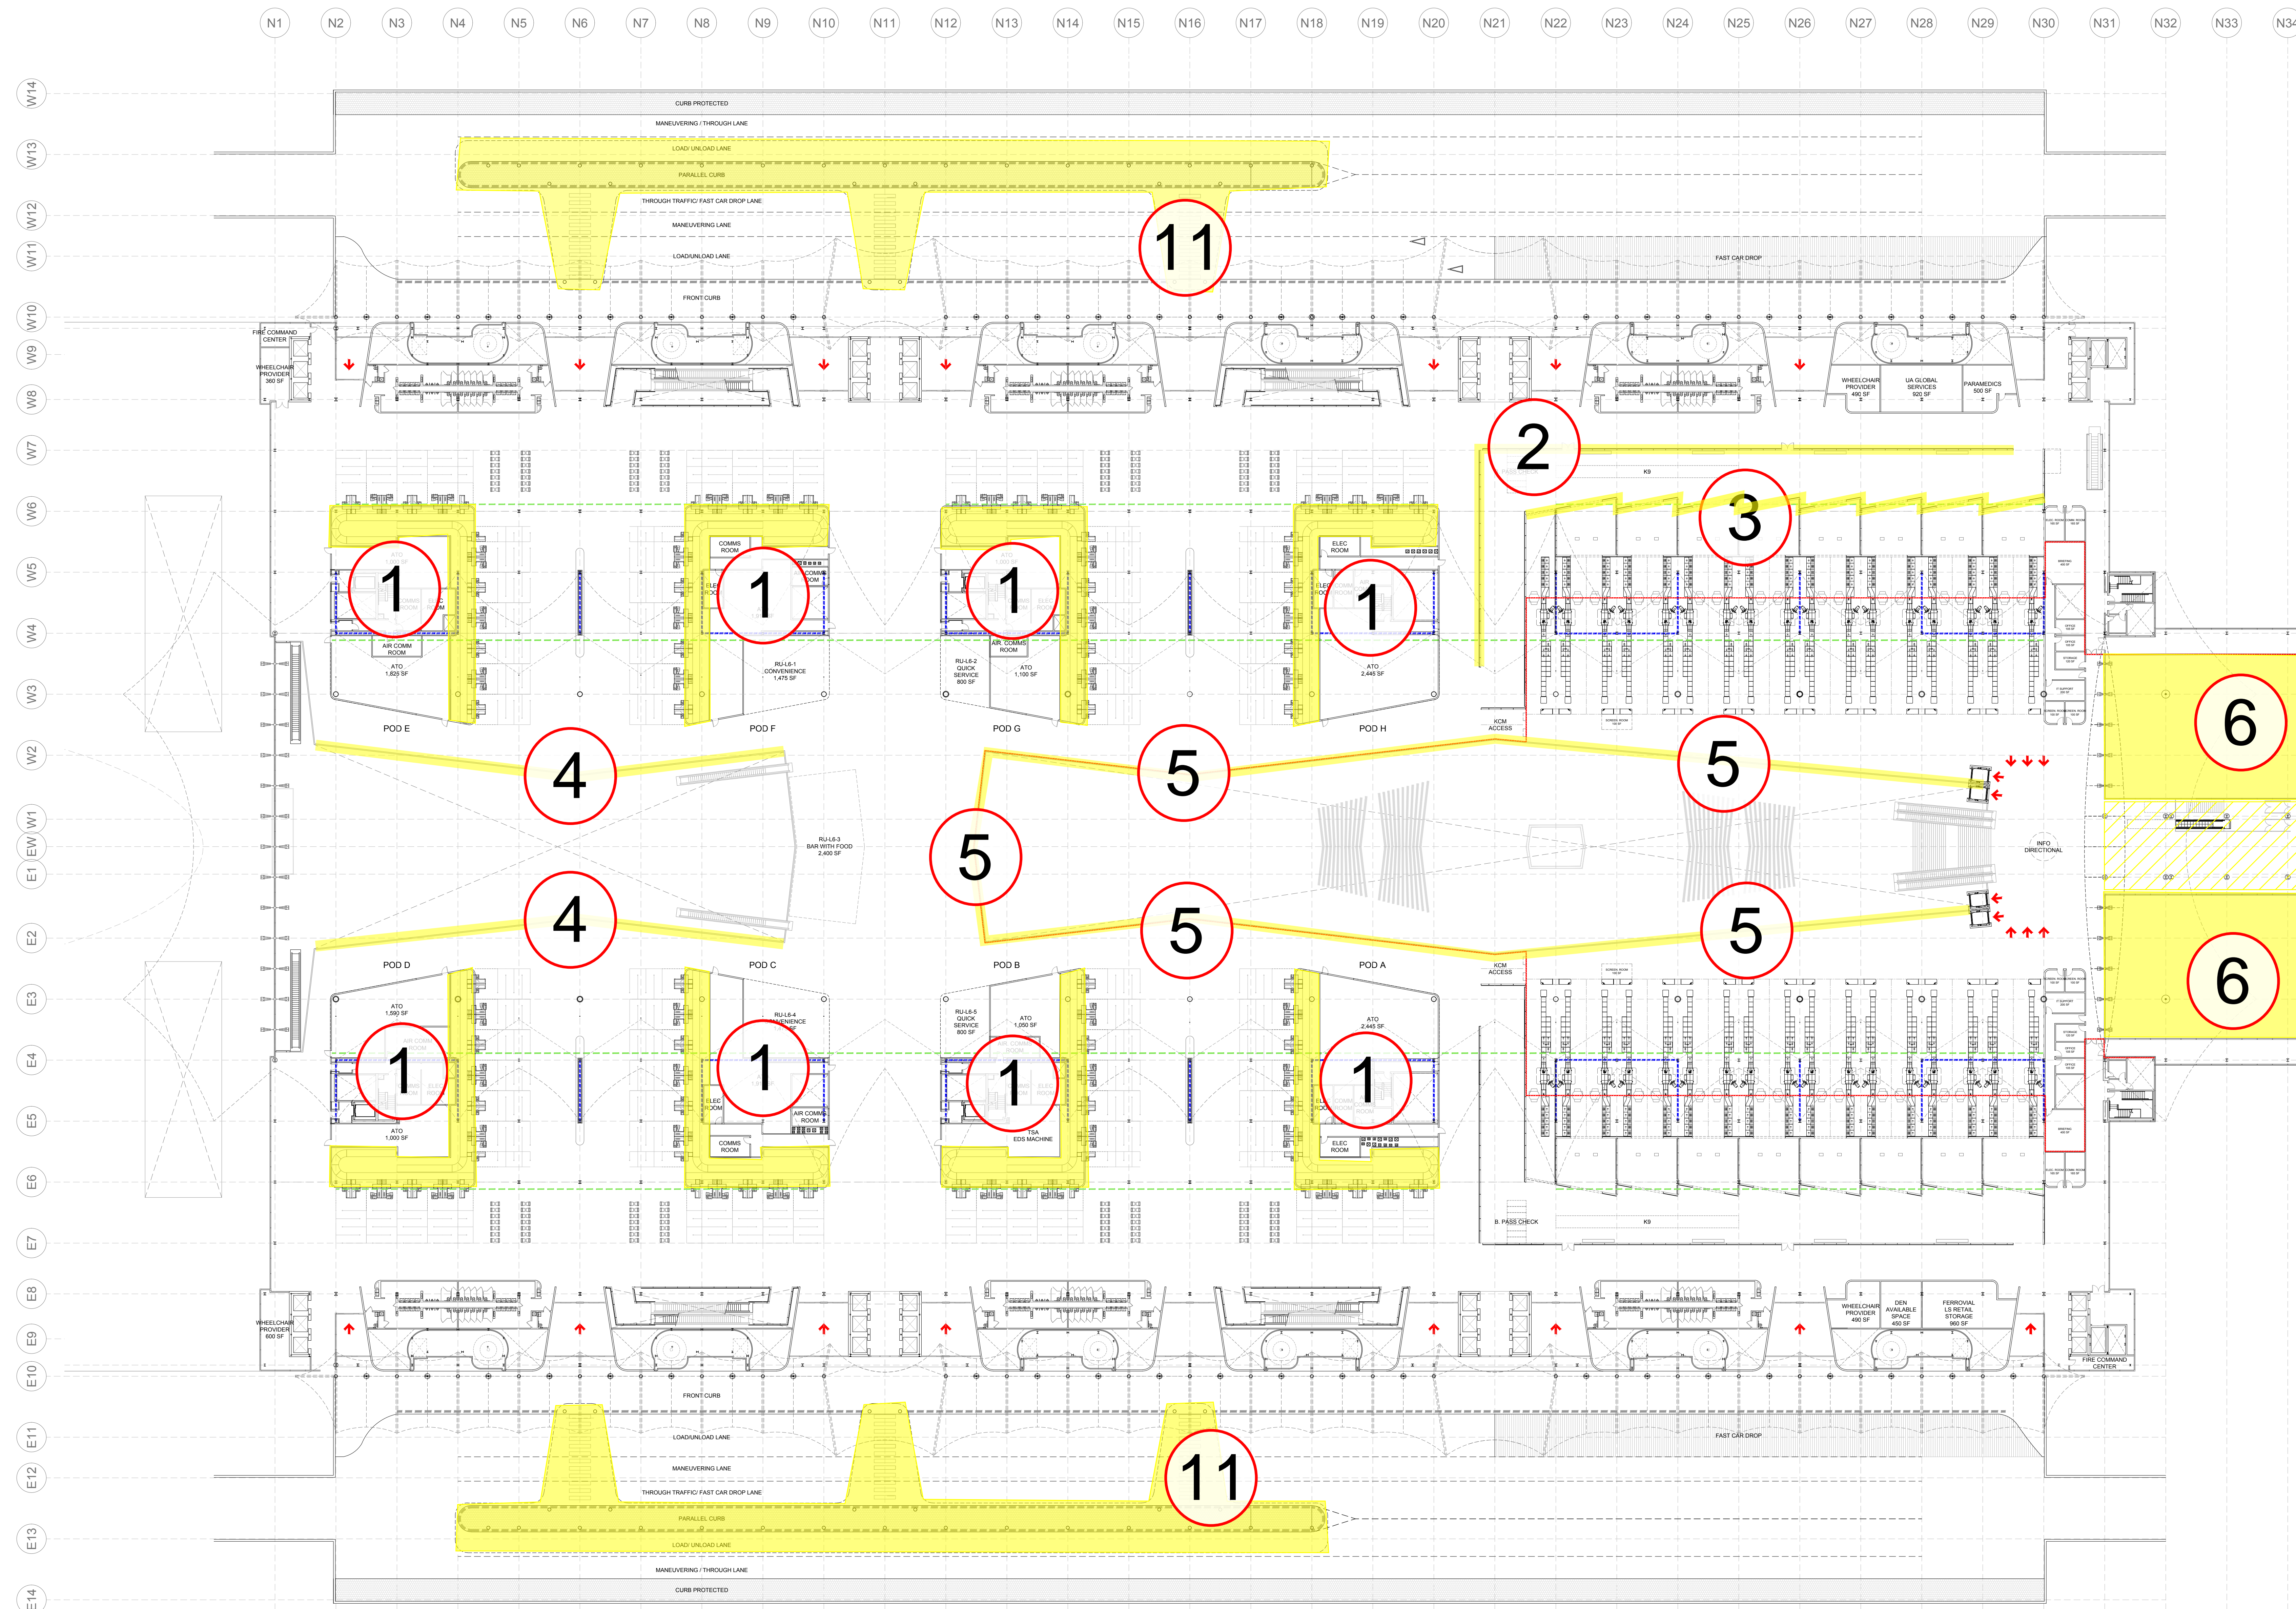 N1 N2 N3 N4 N5 N6 N7 N8 N9 N10 N11 N12 N13 N14 N15 N16 N17 N18 N19 N20 N21 N22 N23 N24 N25 N26 N27 N28 N29 N30 N31 N32 N33 N34
W14
CURB PROTECTED
MANEUVERING / THROUGH LANE
W13
LOAD/ UNLOAD LANE
PARALLEL CURB
THROUGH TRAFFIC/ FAST CAR DROP LANE
W12
MANEUVERING LANE
11
W11
LOAD/UNLOAD LANE
FAST CAR DROP
FRONT CURB
W10
FIRE COMMAND
CENTER
W9
WHEELCHAIR
PROVIDER
360 SF
WHEELCHAIR
PROVIDER
490 SF
UA GLOBAL
SERVICES
920 SF
PARAMEDICS
500 SF
W8
W7
2
K9
W6
3
ELEC
ROOM
COMMS
ROOM
W5
1
1
1
1
W4
AIR COMM
ROOM
ATO
1,825 SF
RU-L6-1
CONVENIENCE
1,475 SF
RU-L6-2
QUICK
SERVICE
800 SF
AIR COMMS
ROOM
ATO
1,100 SF
ATO
2,445 SF
W3
POD E
POD F
POD G
POD H
KCM
ACCESS
6
W2
4
5
5
W1
EW
E1
RU-L6-3
BAR WITH FOOD
2,400 SF
5
INFO
DIRECTIONAL
E2
4
5
5
POD D
POD C
POD B
POD A
KCM
ACCESS
6
E3
ATO
1,590 SF
RU-L6-4
RU-L6-5
QUICK
SERVICE
800 SF
ATO
1,050 SF
ATO
2,445 SF
E4
1
1
1
1
E5
ATO
1,000 SF
COMMS
ROOM
AIR COMMS
ROOM
TSA
EDS MACHINE
ELEC
ROOM
E6
B. PASS CHECK
K9
E7
E8
WHEELCHAIR
PROVIDER
600 SF
WHEELCHAIR
PROVIDER
490 SF
DEN
AVAILABLE
SPACE
450 SF
FERROVIAL
LS RETAIL
STORAGE
960 SF
E9
FIRE COMMAND
CENTER
E10
FRONT CURB
E11
LOAD/UNLOAD LANE
FAST CAR DROP
MANEUVERING LANE
11
E12
THROUGH TRAFFIC/ FAST CAR DROP LANE
PARALLEL CURB
E13
LOAD/ UNLOAD LANE
MANEUVERING / THROUGH LANE
CURB PROTECTED
E14